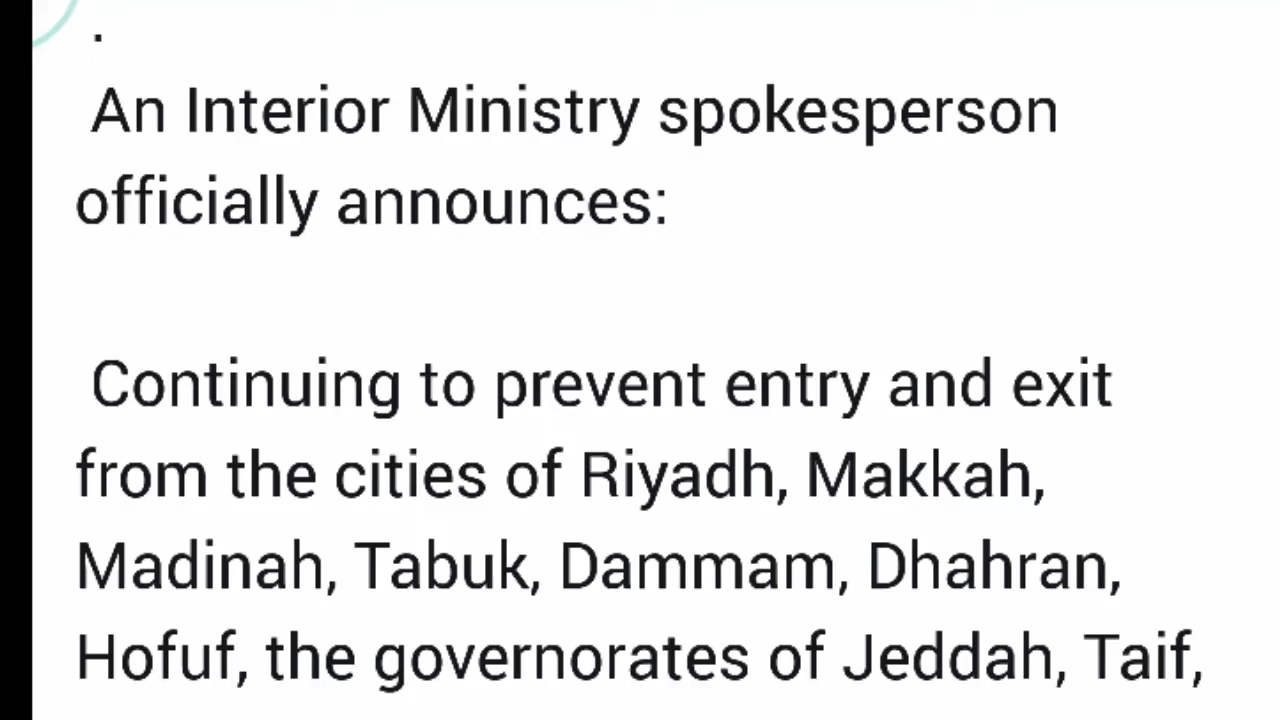 .
An Interior Ministry spokesperson
officially announces:
Continuing to prevent entry and exit
from the cities of Riyadh, Makkah,
Madinah, Tabuk, Dammam, Dhahran,
Hofuf, the governorates of Jeddah, Taif,